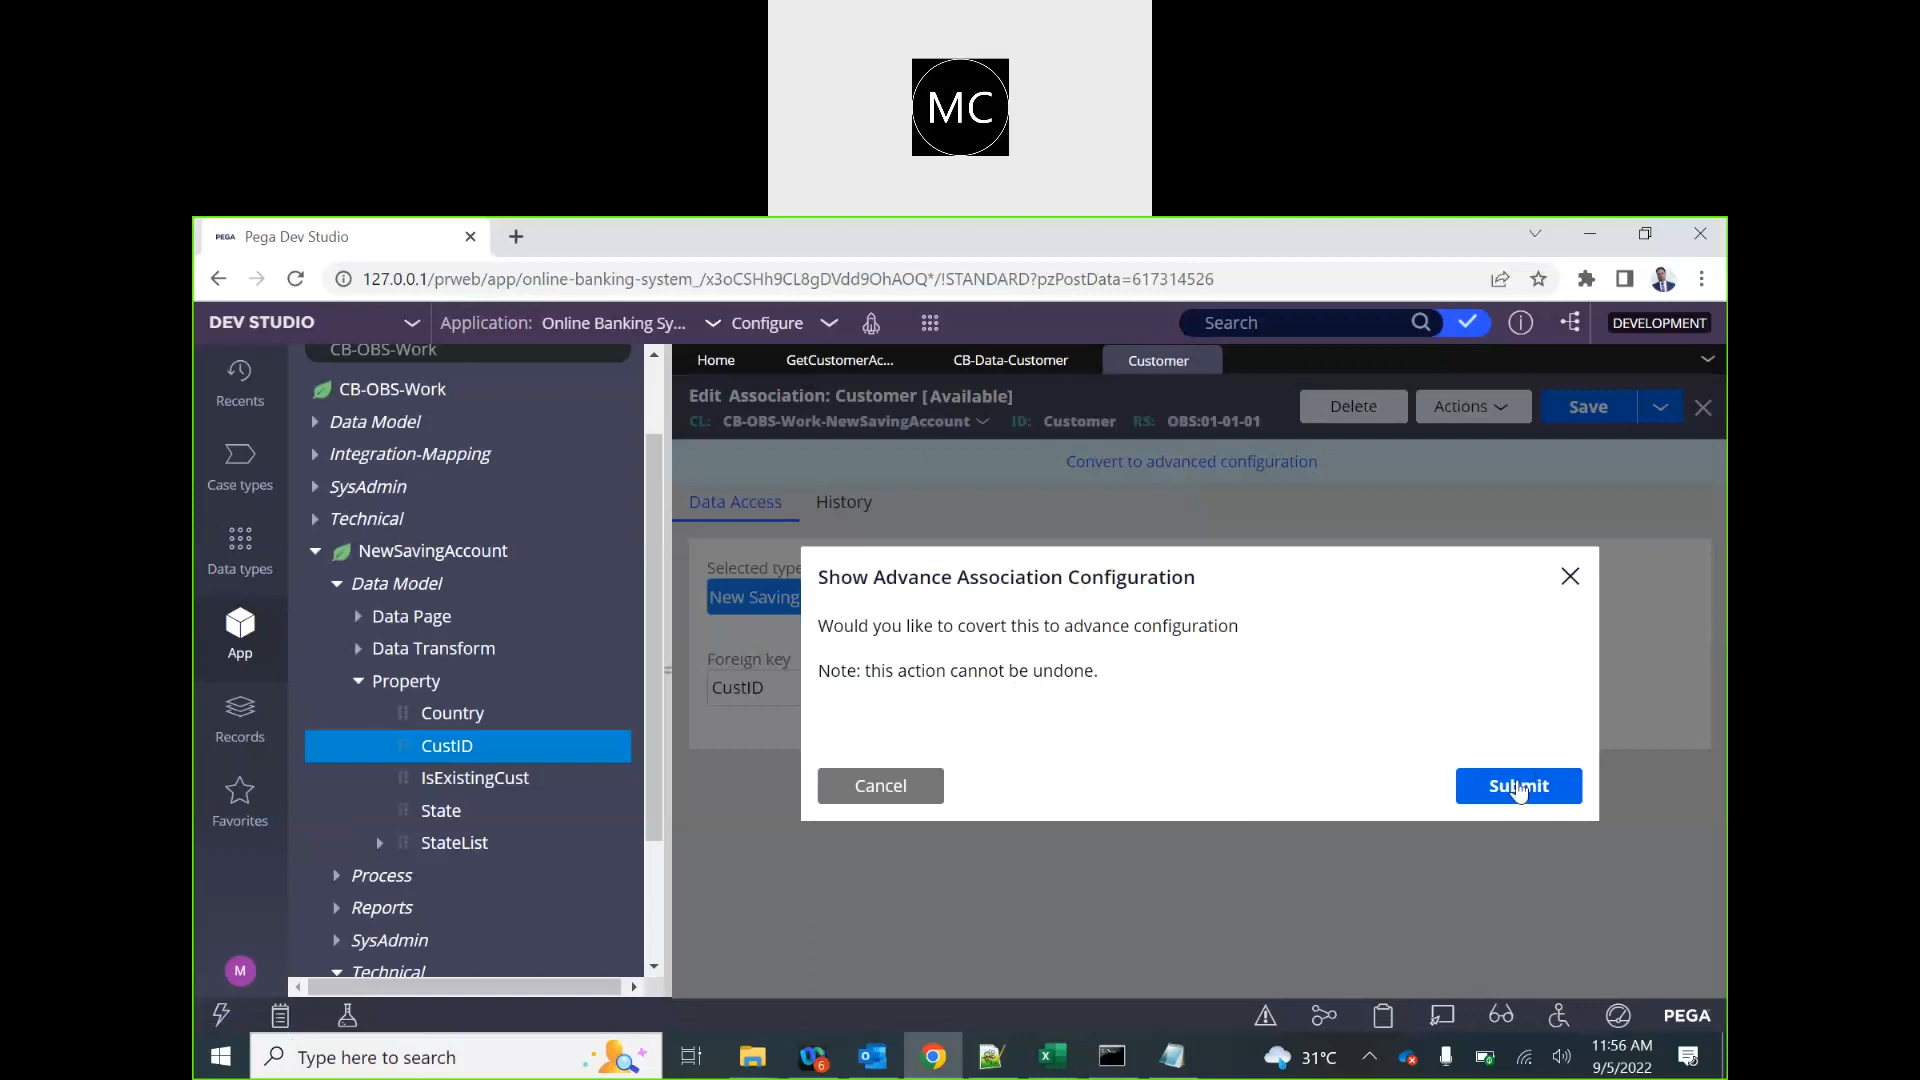 MC
PEGA Pega Dev Studio
127.0.0.1/prweb/app/online-banking-system_/x3oCSHh9CL8gDVdd9OhAOQ*/!STANDARD?pzPostData=617314526
DEV STUDIO Application: Online Banking Sy... Configure Search DEVELOPMENT
Recents
Case types
Data types
App
Records
Favorites
M
CB-OBS-Work
CB-OBS-Work
Data Model
Integration-Mapping
SysAdmin
Technical
NewSavingAccount
Data Model
Data Page
Data Transform
Property
Country
CustID
IsExistingCust
State
StateList
Process
Reports
SysAdmin
Technical
Home GetCustomerAc... CB-Data-Customer Customer
Edit Association: Customer [Available]
CL: CB-OBS-Work-NewSavingAccount ID: Customer RS: OBS:01-01-01
Delete Actions Save
Convert to advanced configuration
Data Access History
Selected type
New Saving
Foreign key
CustID
Show Advance Association Configuration
Would you like to covert this to advance configuration
Note: this action cannot be undone.
Cancel Submit
PEGA
Type here to search
6
31°C
11:56 AM
9/5/2022